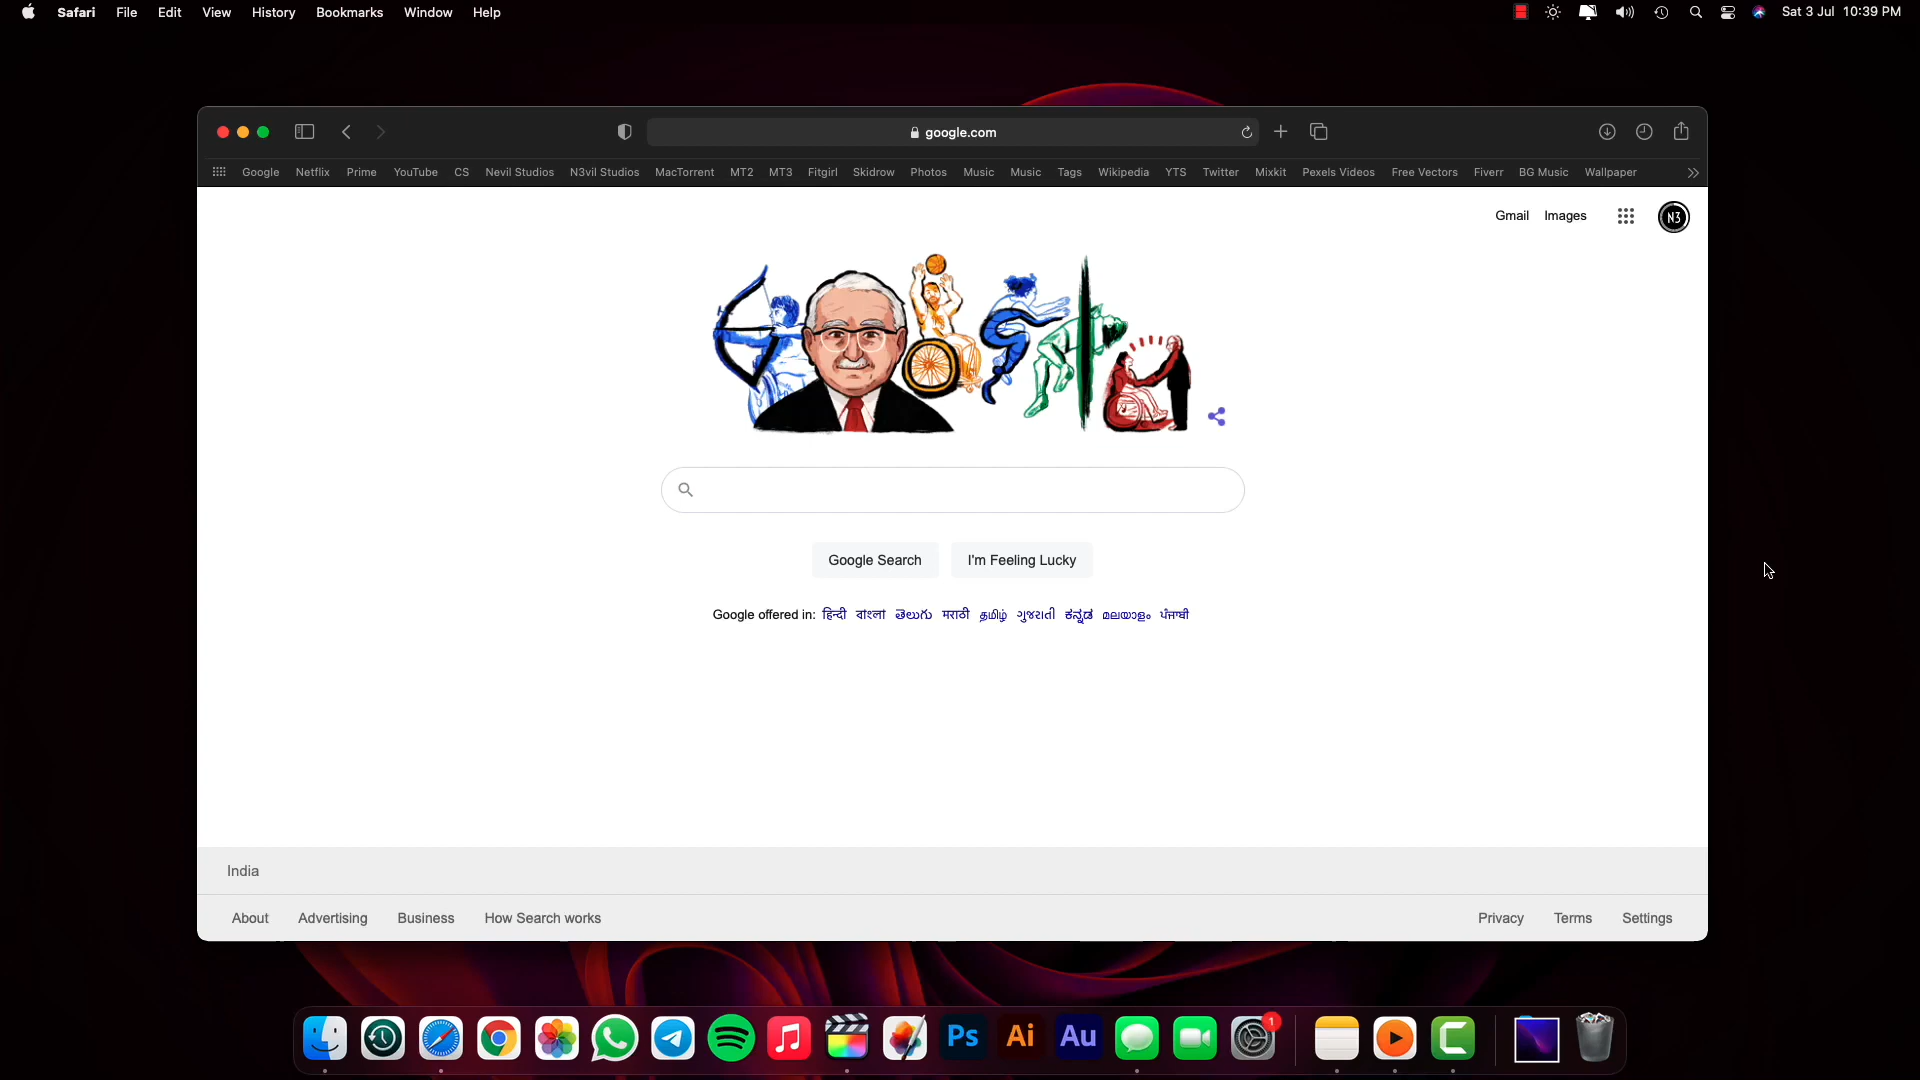 Safari File Edit View History Bookmarks Window Help Sat 3 Jul 10:39 PM
google.com
Google Netflix Prime YouTube CS Nevil Studios N3vil Studios MacTorrent MT2 MT3 Fitgirl Skidrow Photos Music Music Tags Wikipedia YTS Twitter Mixkit Pexels Videos Free Vectors Fiverr BG Music Wallpaper
Gmail Images N3
Google Search I'm Feeling Lucky
Google offered in: हिन्दी বাংলা తెలుగు मराठी தமிழ் ગુજરાતી ಕನ್ನಡ മലയാളം ਪੰਜਾਬੀ
India
About Advertising Business How Search works Privacy Terms Settings
Ps Ai Au 1